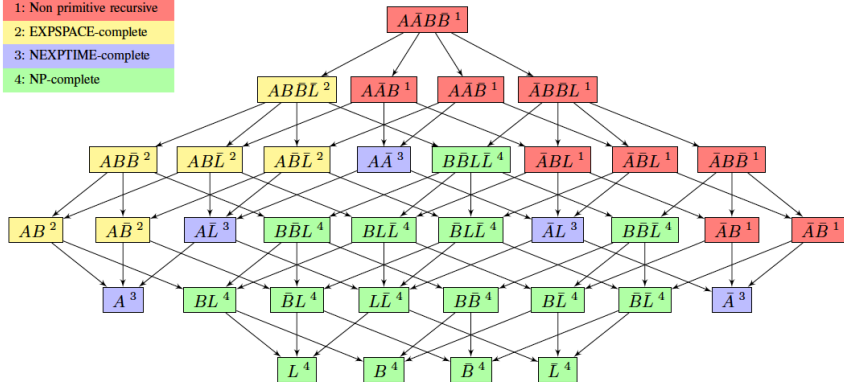 1: Non primitive recursive
2: EXPSPACE-complete
3: NEXPTIME-complete
4: NP-complete
AĀBB̄ ¹
ABB̄L̄ ² AĀB ¹ AĀB̄ ¹ ĀBB̄L ¹
ABB̄ ² ABL̄ ² AB̄L̄ ² AĀ ³ BB̄LL̄ ⁴ ĀBL ¹ ĀB̄L ¹ ĀBB̄ ¹
AB ² AB̄ ² AL̄ ³ BB̄L ⁴ BLL̄ ⁴ B̄LL̄ ⁴ ĀL ³ BB̄L̄ ⁴ ĀB ¹ ĀB̄ ¹
A ³ BL ⁴ B̄L ⁴ LL̄ ⁴ BB̄ ⁴ BL̄ ⁴ B̄L̄ ⁴ Ā ³
L ⁴ B ⁴ B̄ ⁴ L̄ ⁴